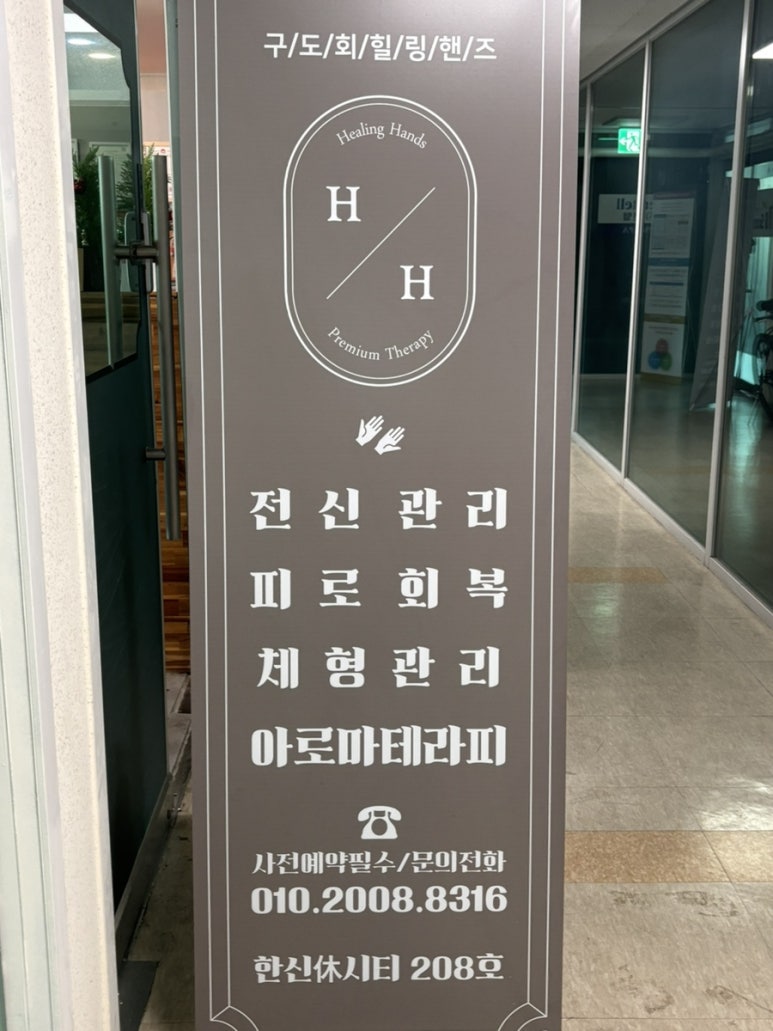 구/도/회/힐/링/핸/즈
Healing Hands
H
H
Premium Therapy
전신 관리
피로 회복
체형관리
아로마테라피
사전예약필수/문의전화
010.2008.8316
한신休시티 208호